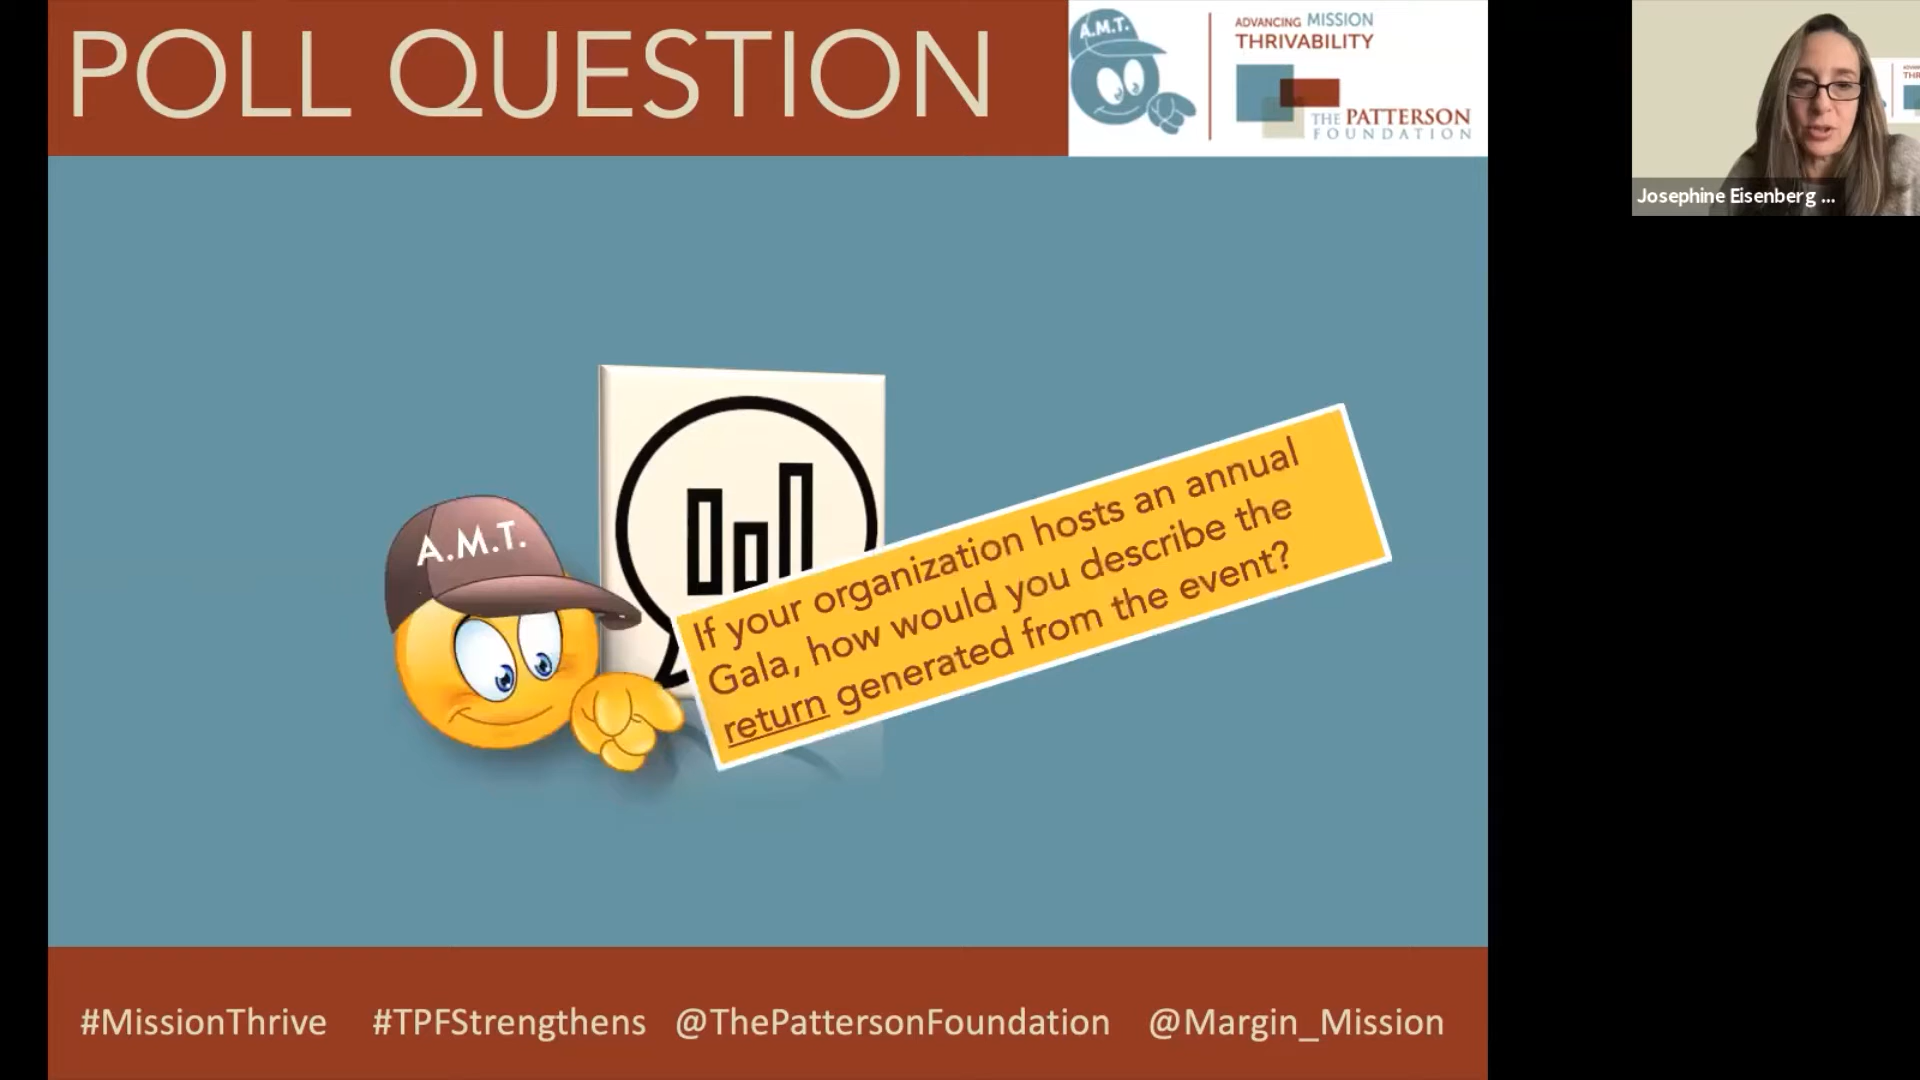 POLL QUESTION
A.M.T.
ADVANCING MISSION
THRIVABILITY
THE PATTERSON
FOUNDATION
Josephine Eisenberg ...
A.M.T.
If your organization hosts an annual
Gala, how would you describe the
return generated from the event?
#MissionThrive #TPFStrengthens @ThePattersonFoundation @Margin_Mission